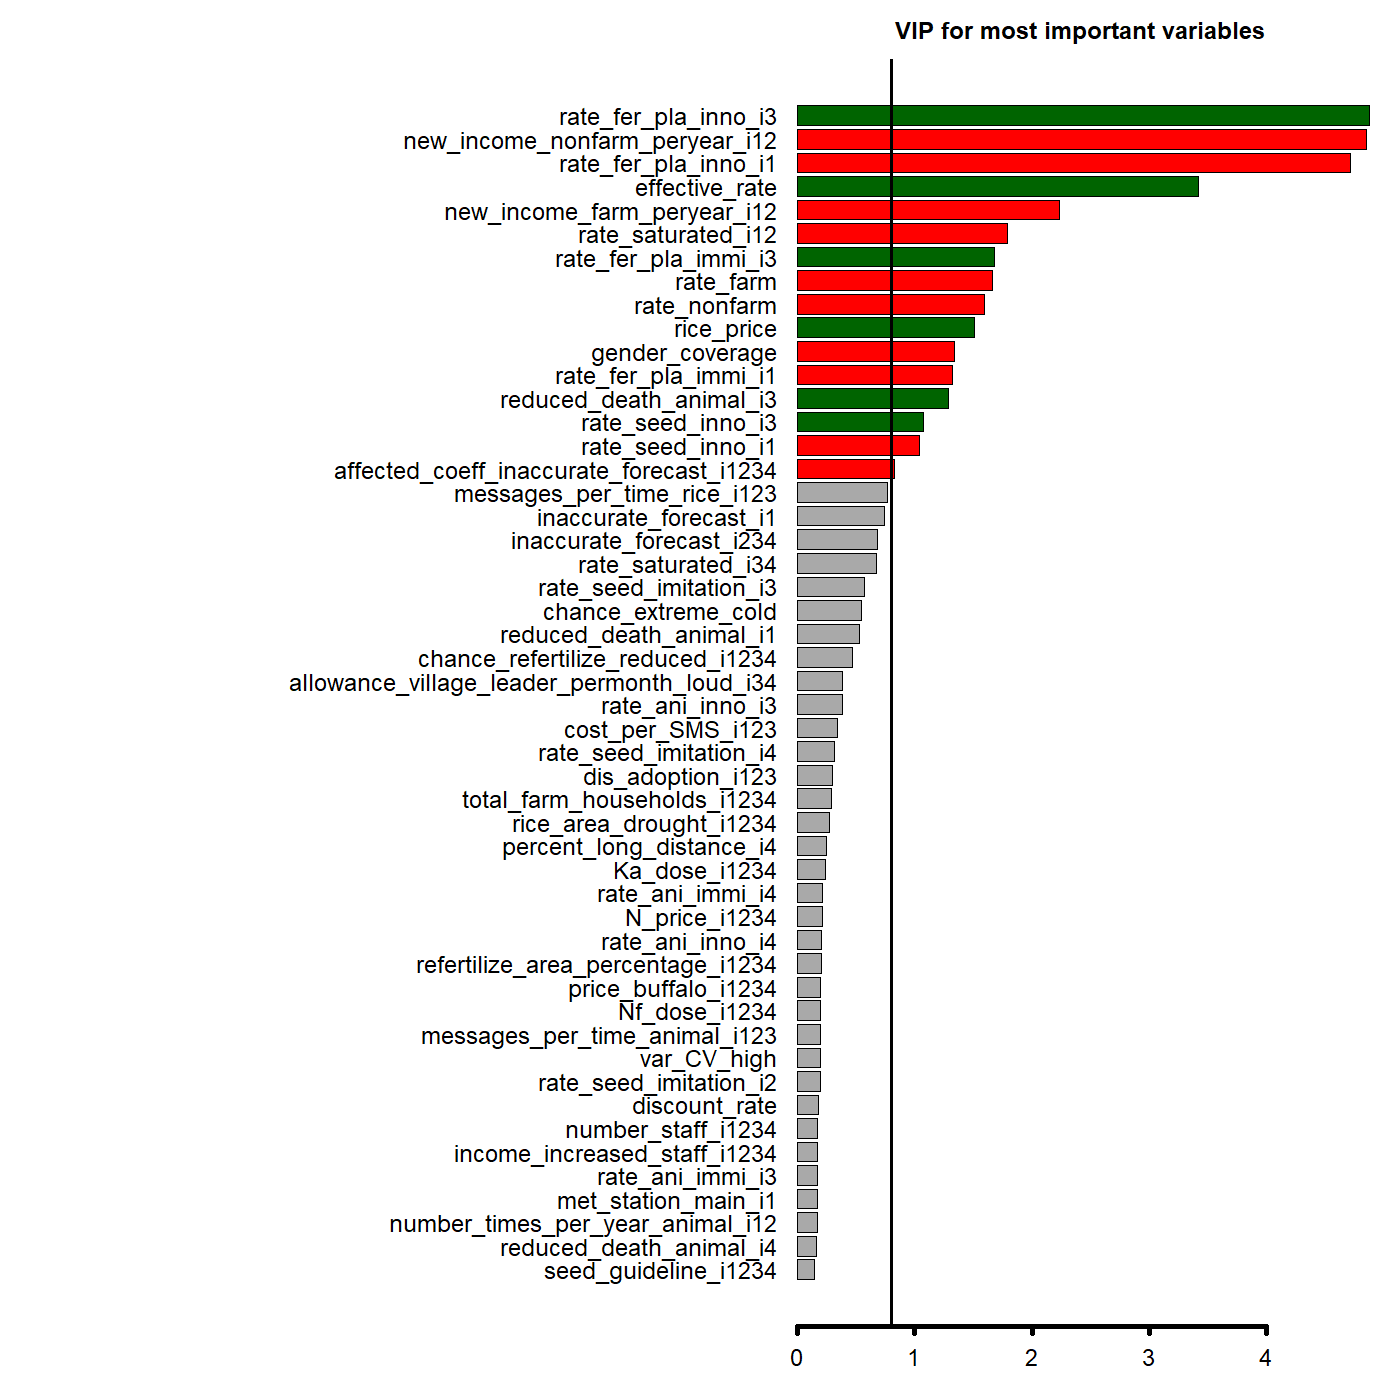 VIP for most important variables
rate_fer_pla_inno_i3
new_income_nonfarm_peryear_i12
rate_fer_pla_inno_i1
effective_rate
new_income_farm_peryear_i12
rate_saturated_i12
rate_fer_pla_immi_i3
rate_farm
rate_nonfarm
rice_price
gender_coverage
rate_fer_pla_immi_i1
reduced_death_animal_i3
rate_seed_inno_i3
rate_seed_inno_i1
affected_coeff_inaccurate_forecast_i1234
messages_per_time_rice_i123
inaccurate_forecast_i1
inaccurate_forecast_i234
rate_saturated_i34
rate_seed_imitation_i3
chance_extreme_cold
reduced_death_animal_i1
chance_refertilize_reduced_i1234
allowance_village_leader_permonth_loud_i34
rate_ani_inno_i3
cost_per_SMS_i123
rate_seed_imitation_i4
dis_adoption_i123
total_farm_households_i1234
rice_area_drought_i1234
percent_long_distance_i4
Ka_dose_i1234
rate_ani_immi_i4
N_price_i1234
rate_ani_inno_i4
refertilize_area_percentage_i1234
price_buffalo_i1234
Nf_dose_i1234
messages_per_time_animal_i123
var_CV_high
rate_seed_imitation_i2
discount_rate
number_staff_i1234
income_increased_staff_i1234
rate_ani_immi_i3
met_station_main_i1
number_times_per_year_animal_i12
reduced_death_animal_i4
seed_guideline_i1234
0 1 2 3 4